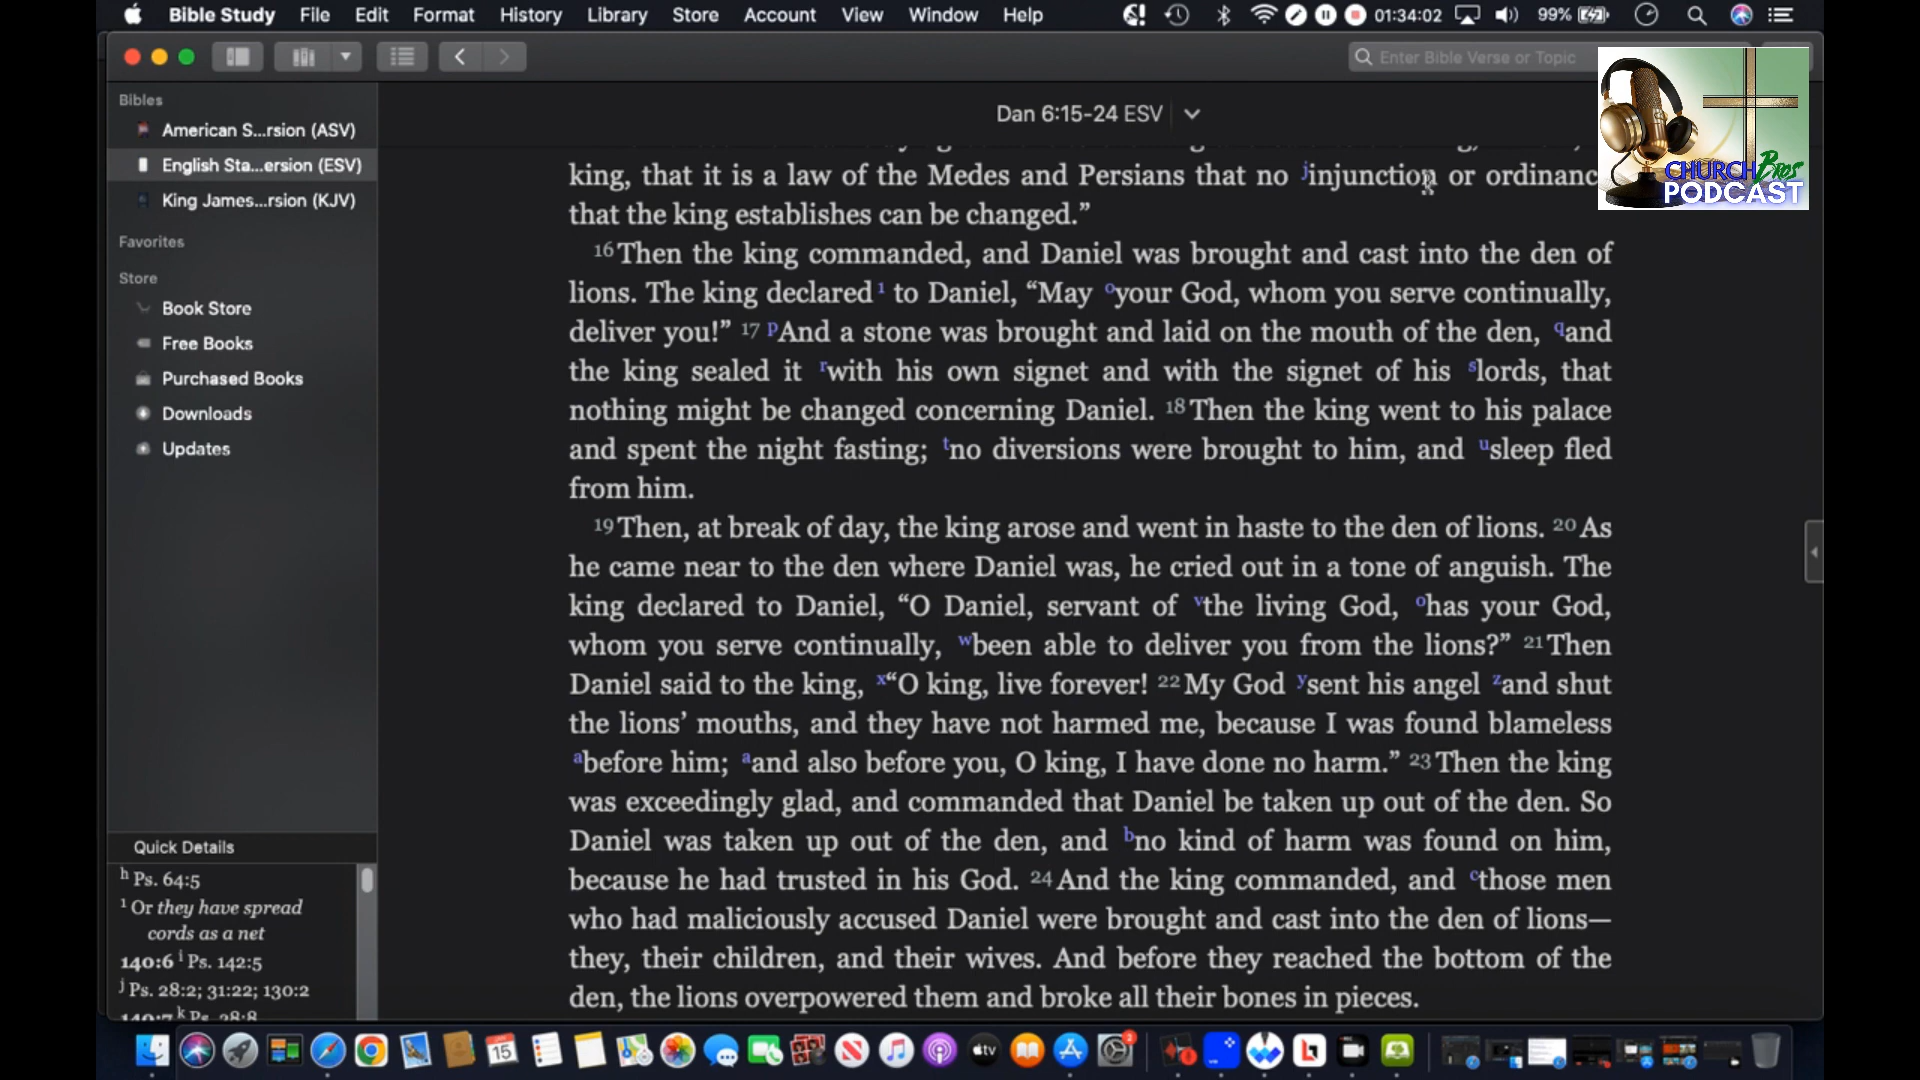 Bible Study File Edit Format History Library Store Account View Window Help 01:34:02 99%
Enter Bible Verse or Topic
CHURCH Bros
PODCAST
Bibles
American S...rsion (ASV)
English Sta...ersion (ESV)
King James...rsion (KJV)
Favorites
Store
Book Store
Free Books
Purchased Books
Downloads
Updates
Quick Details
h Ps. 64:5
1 Or they have spread
cords as a net
140:6 i Ps. 142:5
j Ps. 28:2; 31:22; 130:2
140:7 k Ps. 28:8
Dan 6:15-24 ESV
king, that it is a law of the Medes and Persians that no j injunction or ordinanc
that the king establishes can be changed.”
16 Then the king commanded, and Daniel was brought and cast into the den of
lions. The king declared 1 to Daniel, “May o your God, whom you serve continually,
deliver you!” 17 p And a stone was brought and laid on the mouth of the den, q and
the king sealed it r with his own signet and with the signet of his s lords, that
nothing might be changed concerning Daniel. 18 Then the king went to his palace
and spent the night fasting; t no diversions were brought to him, and u sleep fled
from him.
19 Then, at break of day, the king arose and went in haste to the den of lions. 20 As
he came near to the den where Daniel was, he cried out in a tone of anguish. The
king declared to Daniel, “O Daniel, servant of v the living God, o has your God,
whom you serve continually, w been able to deliver you from the lions?” 21 Then
Daniel said to the king, x “O king, live forever! 22 My God y sent his angel z and shut
the lions’ mouths, and they have not harmed me, because I was found blameless
a before him; a and also before you, O king, I have done no harm.” 23 Then the king
was exceedingly glad, and commanded that Daniel be taken up out of the den. So
Daniel was taken up out of the den, and b no kind of harm was found on him,
because he had trusted in his God. 24 And the king commanded, and c those men
who had maliciously accused Daniel were brought and cast into the den of lions—
they, their children, and their wives. And before they reached the bottom of the
den, the lions overpowered them and broke all their bones in pieces.
15
tv
2